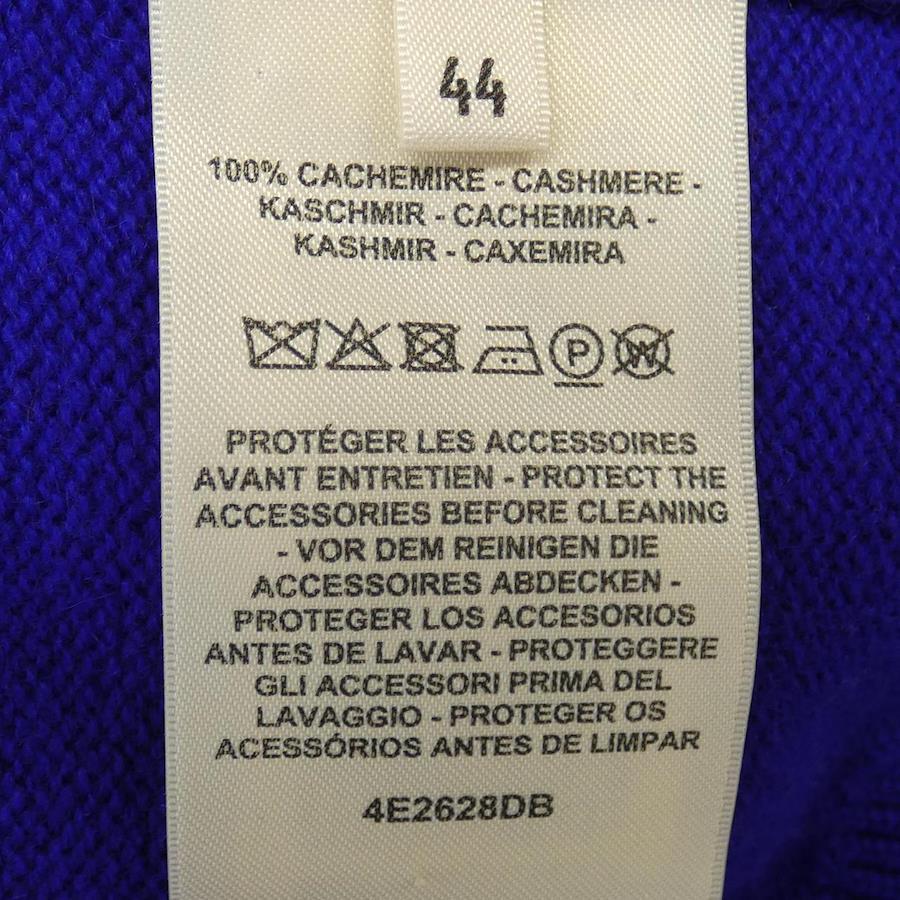 44
100% CACHEMIRE - CASHMERE -
KASCHMIR - CACHEMIRA -
KASHMIR - CAXEMIRA
P W
PROTÉGER LES ACCESSOIRES
AVANT ENTRETIEN - PROTECT THE
ACCESSORIES BEFORE CLEANING
- VOR DEM REINIGEN DIE
ACCESSOIRES ABDECKEN -
PROTEGER LOS ACCESORIOS
ANTES DE LAVAR - PROTEGGERE
GLI ACCESSORI PRIMA DEL
LAVAGGIO - PROTEGER OS
ACESSÓRIOS ANTES DE LIMPAR
4E2628DB